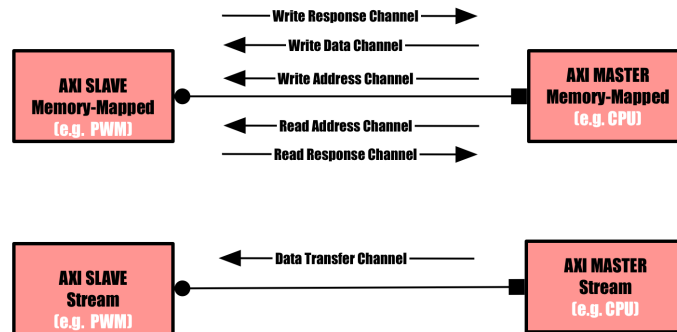 Write Response Channel
Write Data Channel
AXI SLAVE
Memory-Mapped
(e.g. PWM)
Write Address Channel
AXI MASTER
Memory-Mapped
(e.g. CPU)
Read Address Channel
Read Response Channel
AXI SLAVE
Stream
(e.g. PWM)
Data Transfer Channel
AXI MASTER
Stream
(e.g. CPU)